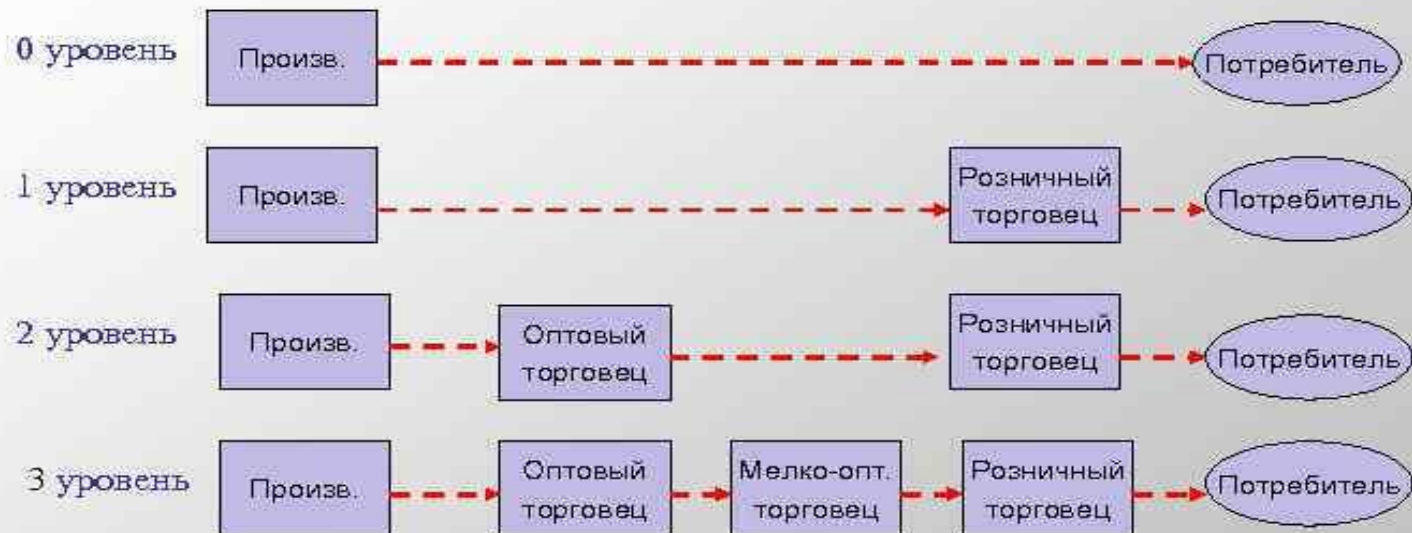 0 уровень
Произв.
Потребитель
1 уровень
Произв.
Розничный
торговец
Потребитель
2 уровень
Произв.
Оптовый
торговец
Розничный
торговец
Потребитель
3 уровень
Произв.
Оптовый
торговец
Мелко-опт.
торговец
Розничный
торговец
Потребитель